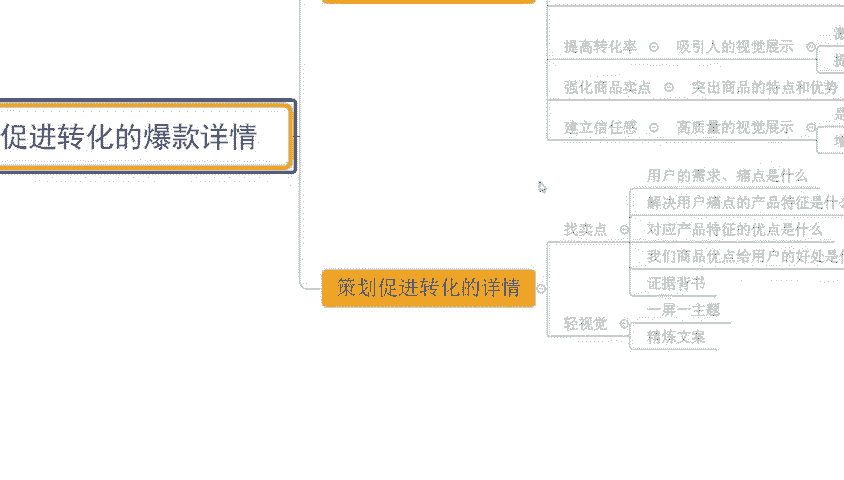 提高转化率
吸引人的视觉展示
强化商品卖点
突出商品的特点和优势
建立信任感
高质量的视觉展示
促进转化的爆款详情
策划促进转化的详情
找卖点
用户的需求、痛点是什么
解决用户痛点的产品特征是什
对应产品特征的优点是什么
我们商品优点给用户的好处是
证据背书
轻视觉
一屏一主题
精炼文案